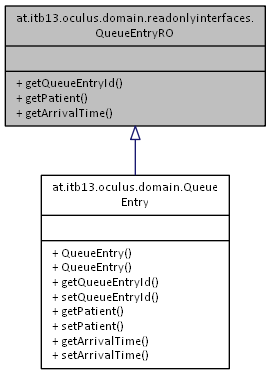 at.itb13.oculus.domain.readonlyinterfaces.
QueueEntryRO
+ getQueueEntryId()
+ getPatient()
+ getArrivalTime()
at.itb13.oculus.domain.Queue
Entry
+ QueueEntry()
+ QueueEntry()
+ getQueueEntryId()
+ setQueueEntryId()
+ getPatient()
+ setPatient()
+ getArrivalTime()
+ setArrivalTime()